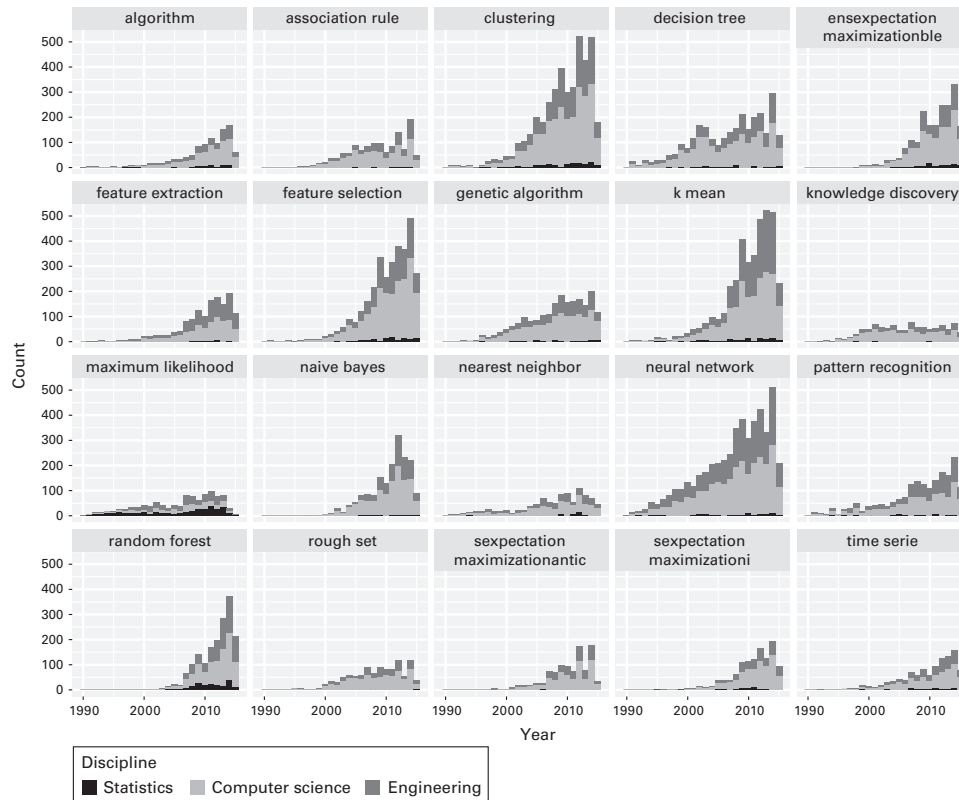 algorithm
association rule
clustering
decision tree
ensexpectation
maximizationble
500
400
300
200
100
0
feature extraction
feature selection
genetic algorithm
k mean
knowledge discovery
500
400
300
200
100
0
Count
maximum likelihood
naive bayes
nearest neighbor
neural network
pattern recognition
500
400
300
200
100
0
random forest
rough set
sexpectation
maximizationantic
sexpectation
maximizationi
time serie
500
400
300
200
100
0
1990 2000 2010
1990 2000 2010
1990 2000 2010
1990 2000 2010
1990 2000 2010
Year
Discipline
Statistics Computer science Engineering